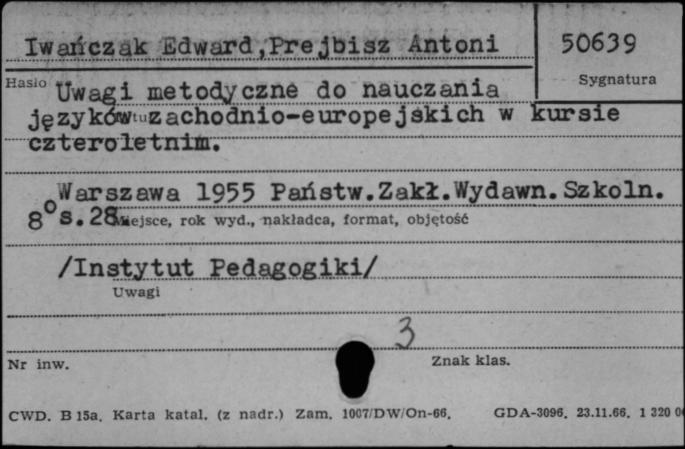 Iwańczak Edward,Prejbisz Antoni
50639
Hasło
Sygnatura
Uwagi metodyczne do nauczania
języków zachodnio-europejskich w kursie
czteroletnim.
Warszawa 1955 Państw.Zakł.Wydawn.Szkoln.
8° s.28
Miejsce, rok wyd., nakładca, format, objętość
/Instytut Pedagogiki/
Uwagi
3
Nr inw.
Znak klas.
CWD. B 15a. Karta katal. (z nadr.) Zam. 1007/DW/On-66. GDA-3096. 23.11.66. 1 320 0